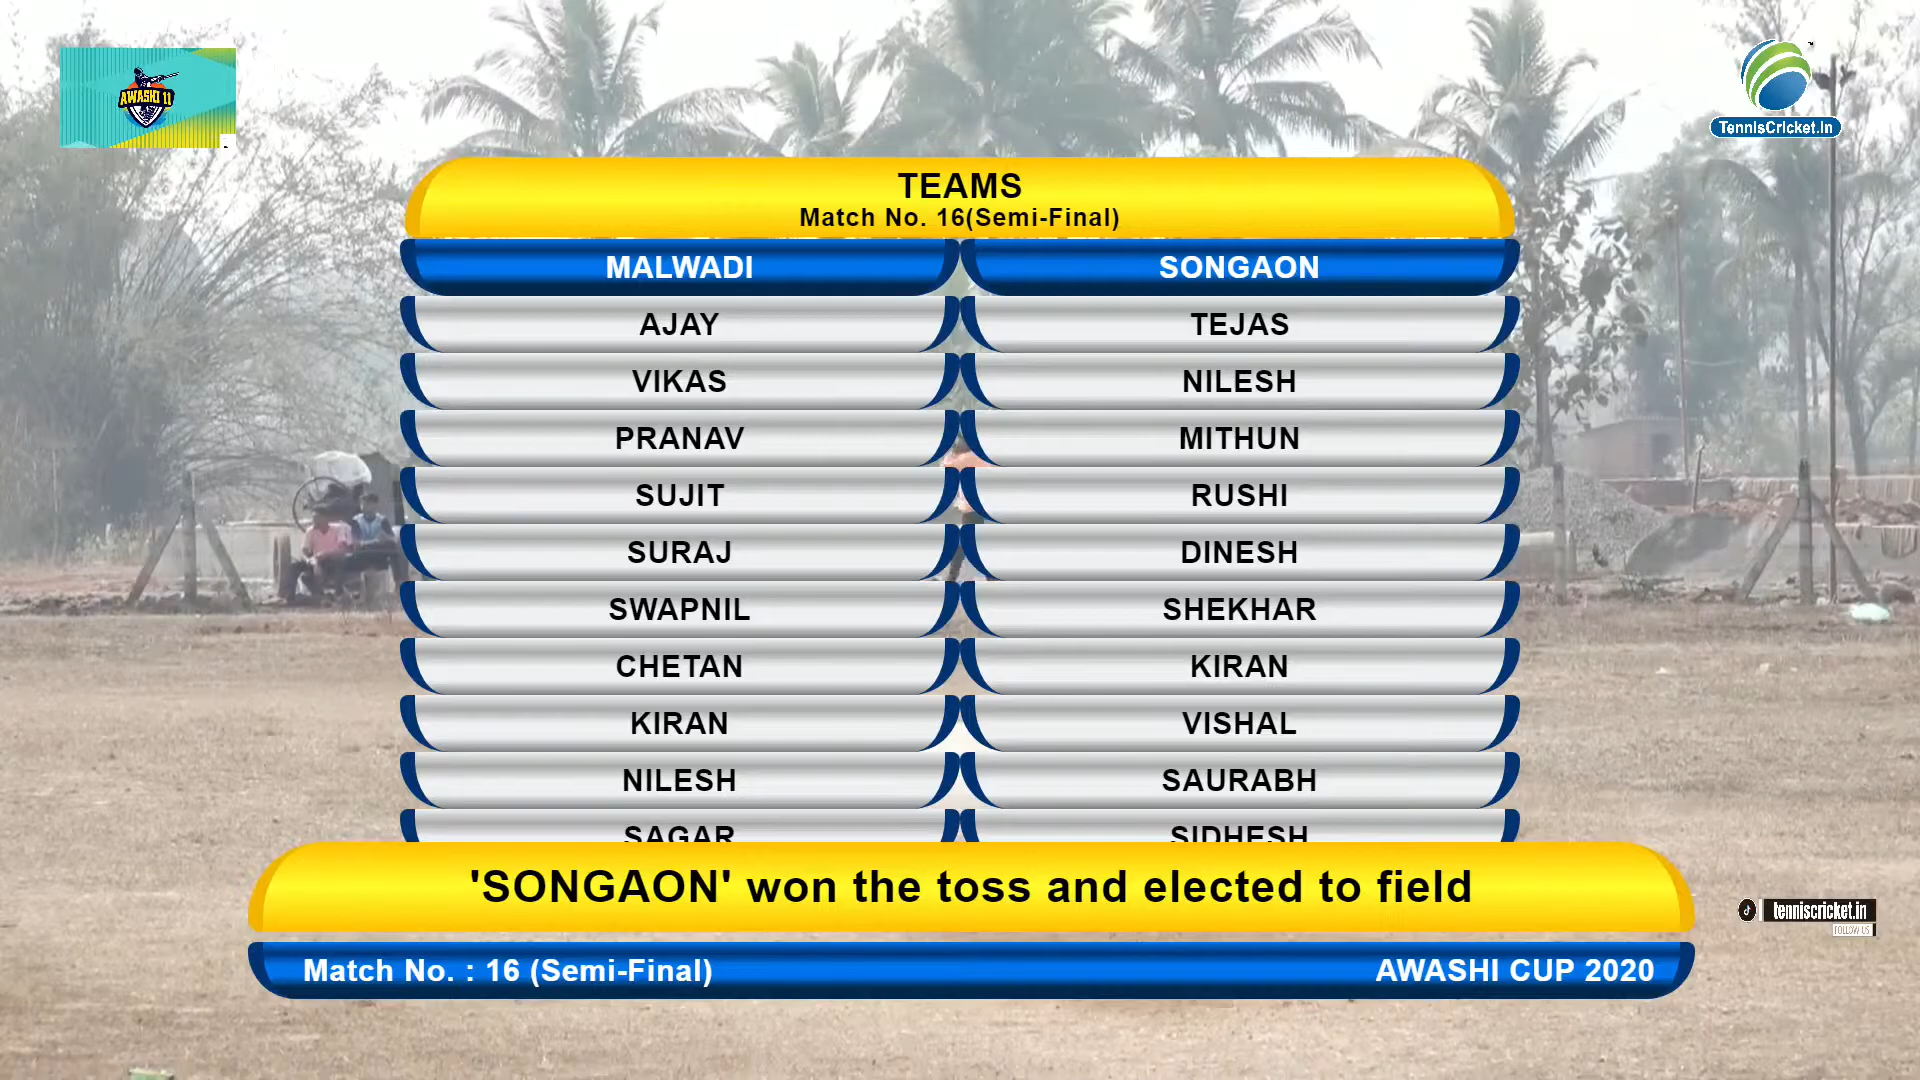 AWASHI 11
TennisCricket.in
TEAMS
Match No. 16(Semi-Final)
MALWADI SONGAON
AJAY TEJAS
VIKAS NILESH
PRANAV MITHUN
SUJIT RUSHI
SURAJ DINESH
SWAPNIL SHEKHAR
CHETAN KIRAN
KIRAN VISHAL
NILESH SAURABH
SAGAR SIDHESH
'SONGAON' won the toss and elected to field
tenniscricket.in
FOLLOW US
Match No. : 16 (Semi-Final) AWASHI CUP 2020